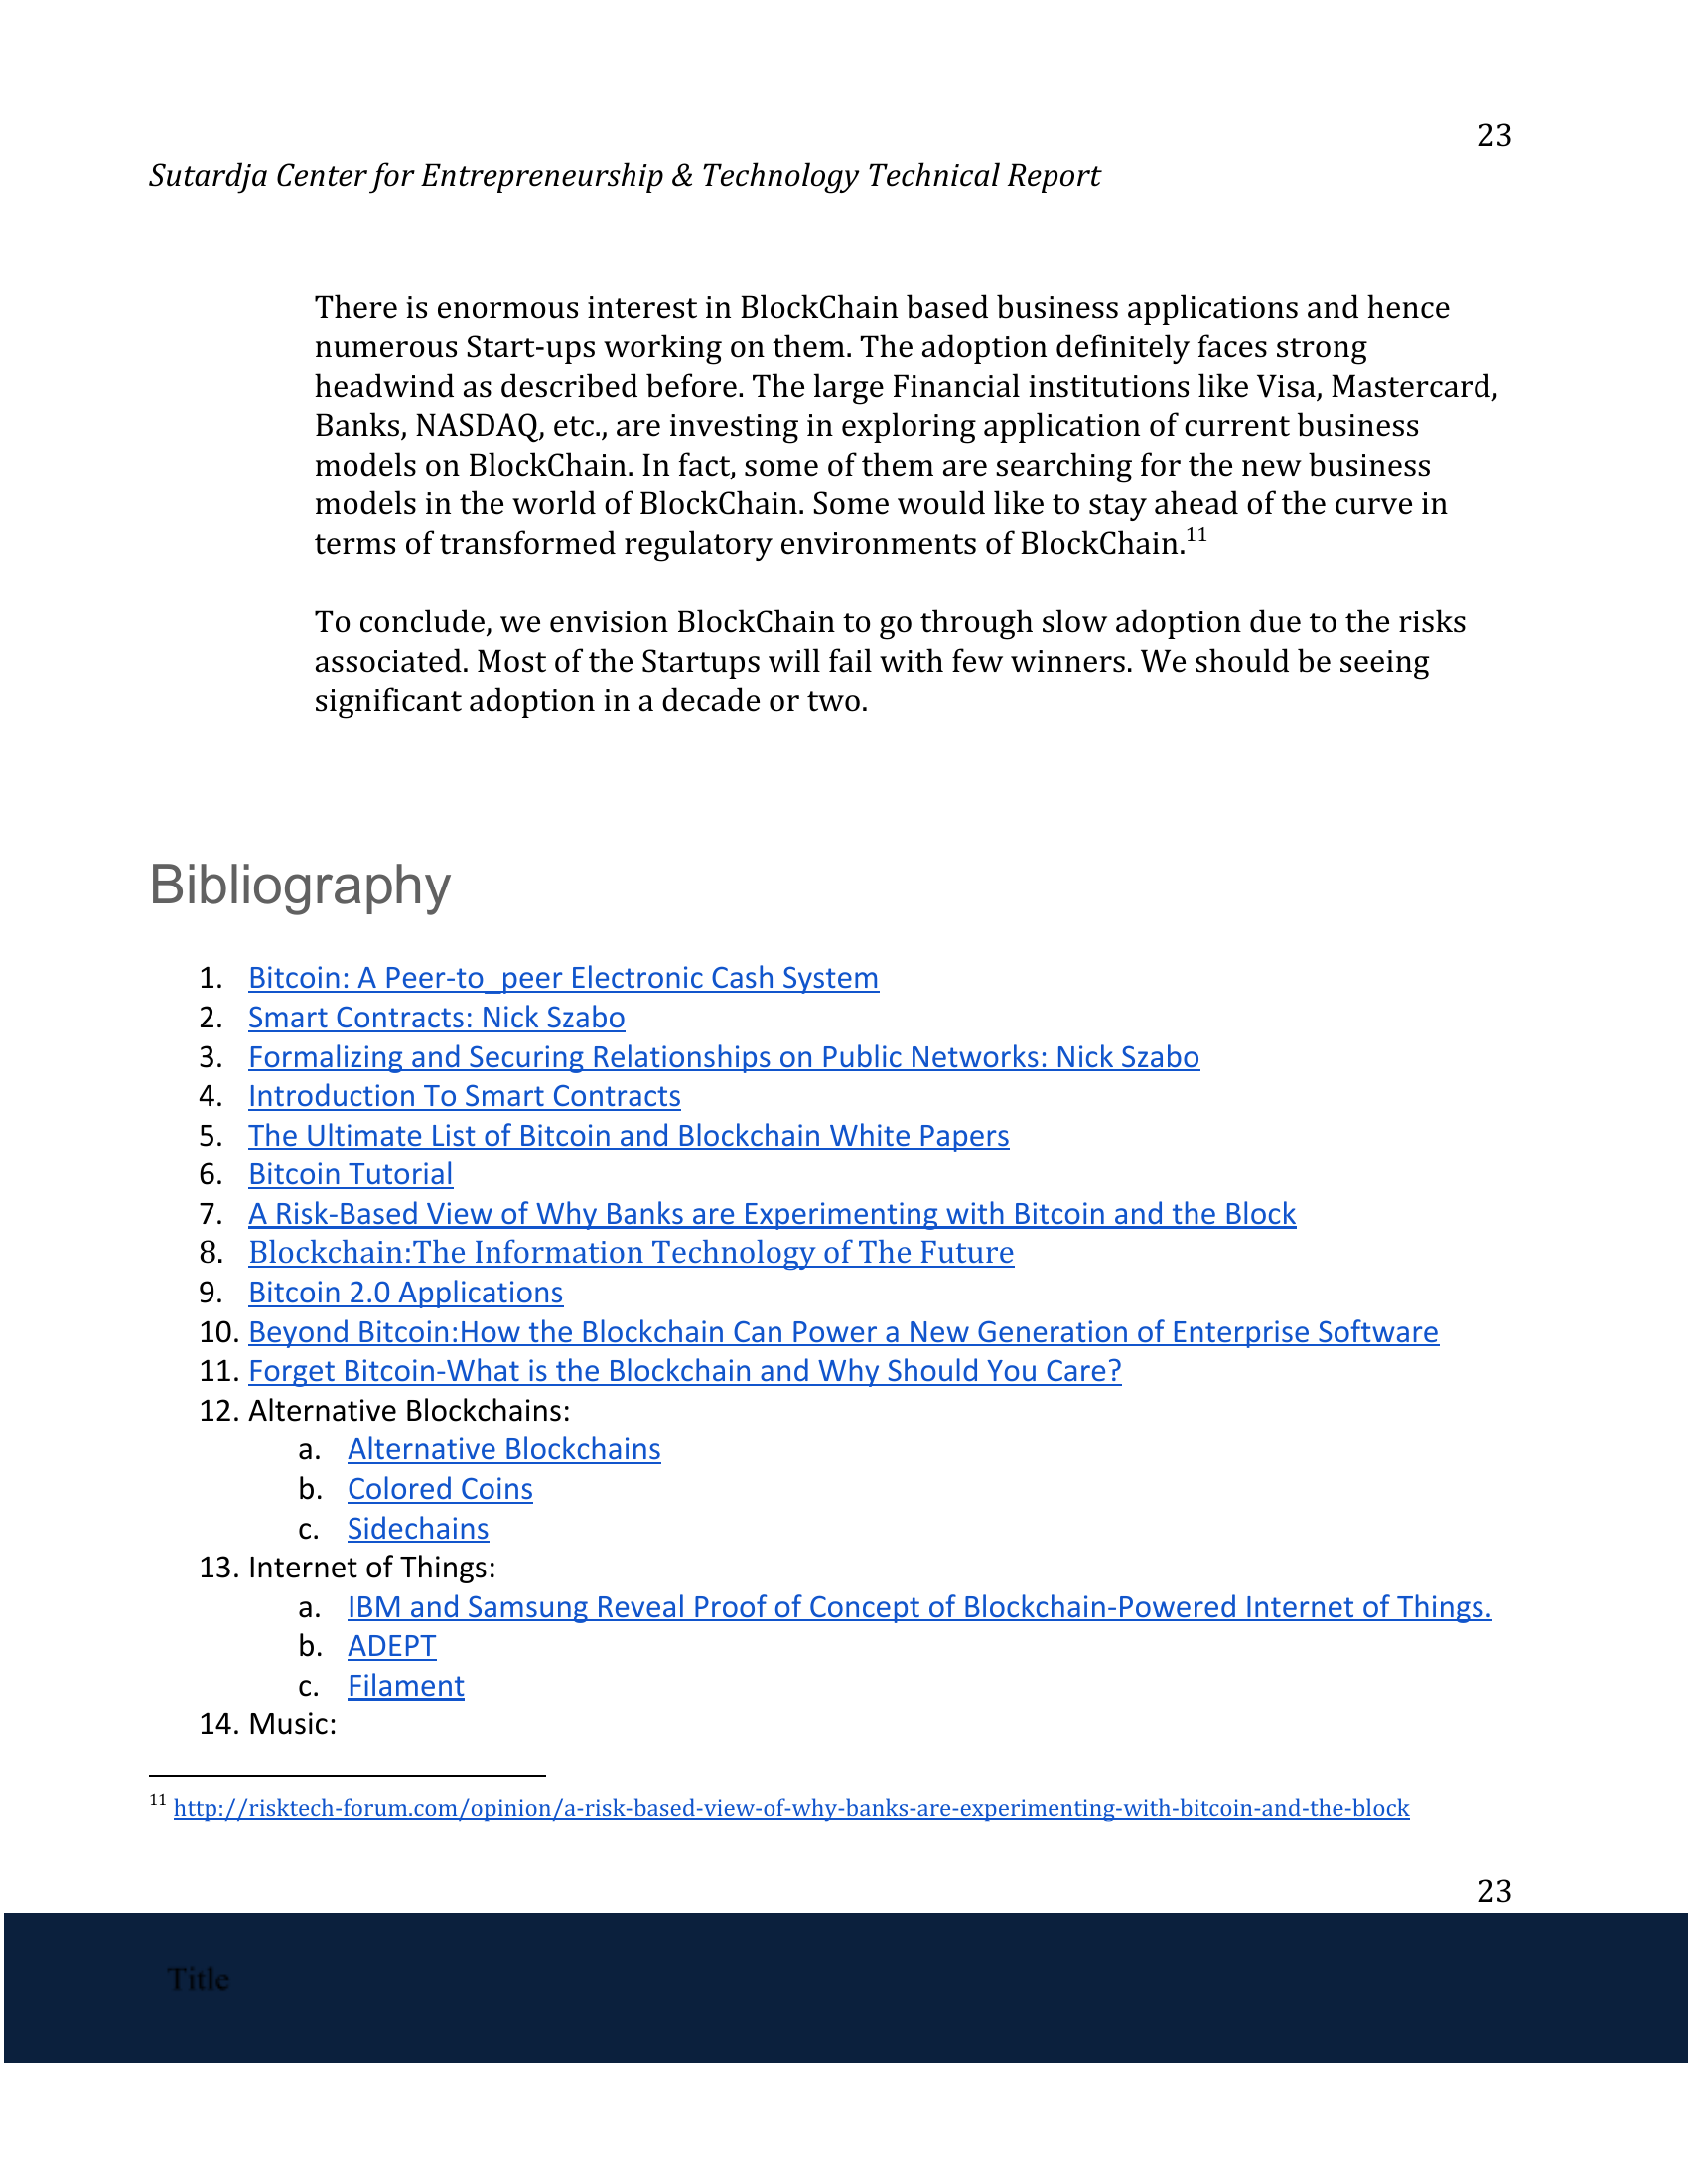 23
Sutardja Center for Entrepreneurship & Technology Technical Report
There is enormous interest in BlockChain based business applications and hence
numerous Start-ups working on them. The adoption definitely faces strong
headwind as described before. The large Financial institutions like Visa, Mastercard,
Banks, NASDAQ, etc., are investing in exploring application of current business
models on BlockChain. In fact, some of them are searching for the new business
models in the world of BlockChain. Some would like to stay ahead of the curve in
terms of transformed regulatory environments of BlockChain.11
To conclude, we envision BlockChain to go through slow adoption due to the risks
associated. Most of the Startups will fail with few winners. We should be seeing
significant adoption in a decade or two.
Bibliography
1. Bitcoin: A Peer-to_peer Electronic Cash System
2. Smart Contracts: Nick Szabo
3. Formalizing and Securing Relationships on Public Networks: Nick Szabo
4. Introduction To Smart Contracts
5. The Ultimate List of Bitcoin and Blockchain White Papers
6. Bitcoin Tutorial
7. A Risk-Based View of Why Banks are Experimenting with Bitcoin and the Block
8. Blockchain:The Information Technology of The Future
9. Bitcoin 2.0 Applications
10. Beyond Bitcoin:How the Blockchain Can Power a New Generation of Enterprise Software
11. Forget Bitcoin-What is the Blockchain and Why Should You Care?
12. Alternative Blockchains:
a. Alternative Blockchains
b. Colored Coins
c. Sidechains
13. Internet of Things:
a. IBM and Samsung Reveal Proof of Concept of Blockchain-Powered Internet of Things.
b. ADEPT
c. Filament
14. Music:
11 http://risktech-forum.com/opinion/a-risk-based-view-of-why-banks-are-experimenting-with-bitcoin-and-the-block
23
Title